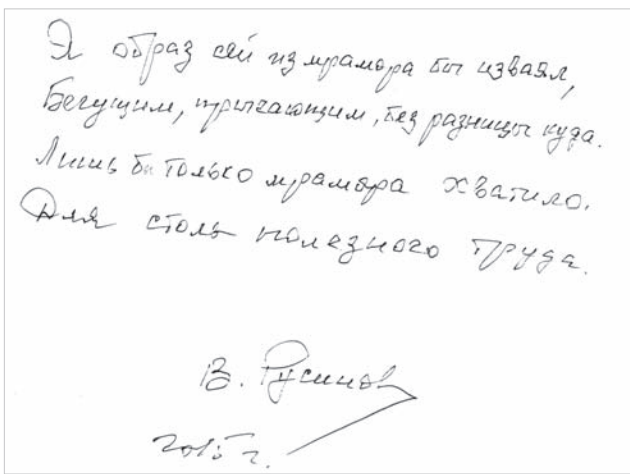 Я образ сей из мрамора бы изваял,
Бегущим, прыгающим, без разницы куда.
Лишь бы только мрамора хватило.
Для столь полезного труда.
В. Русинов
2015 г.